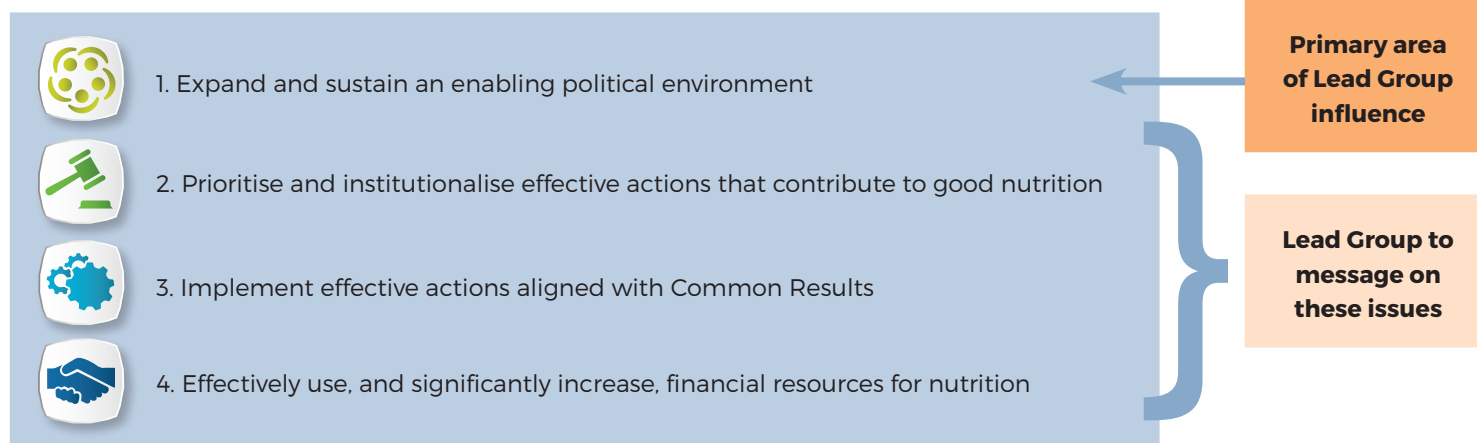 1. Expand and sustain an enabling political environment
Primary area
of Lead Group
influence
2. Prioritise and institutionalise effective actions that contribute to good nutrition
3. Implement effective actions aligned with Common Results
4. Effectively use, and significantly increase, financial resources for nutrition
Lead Group to
message on
these issues